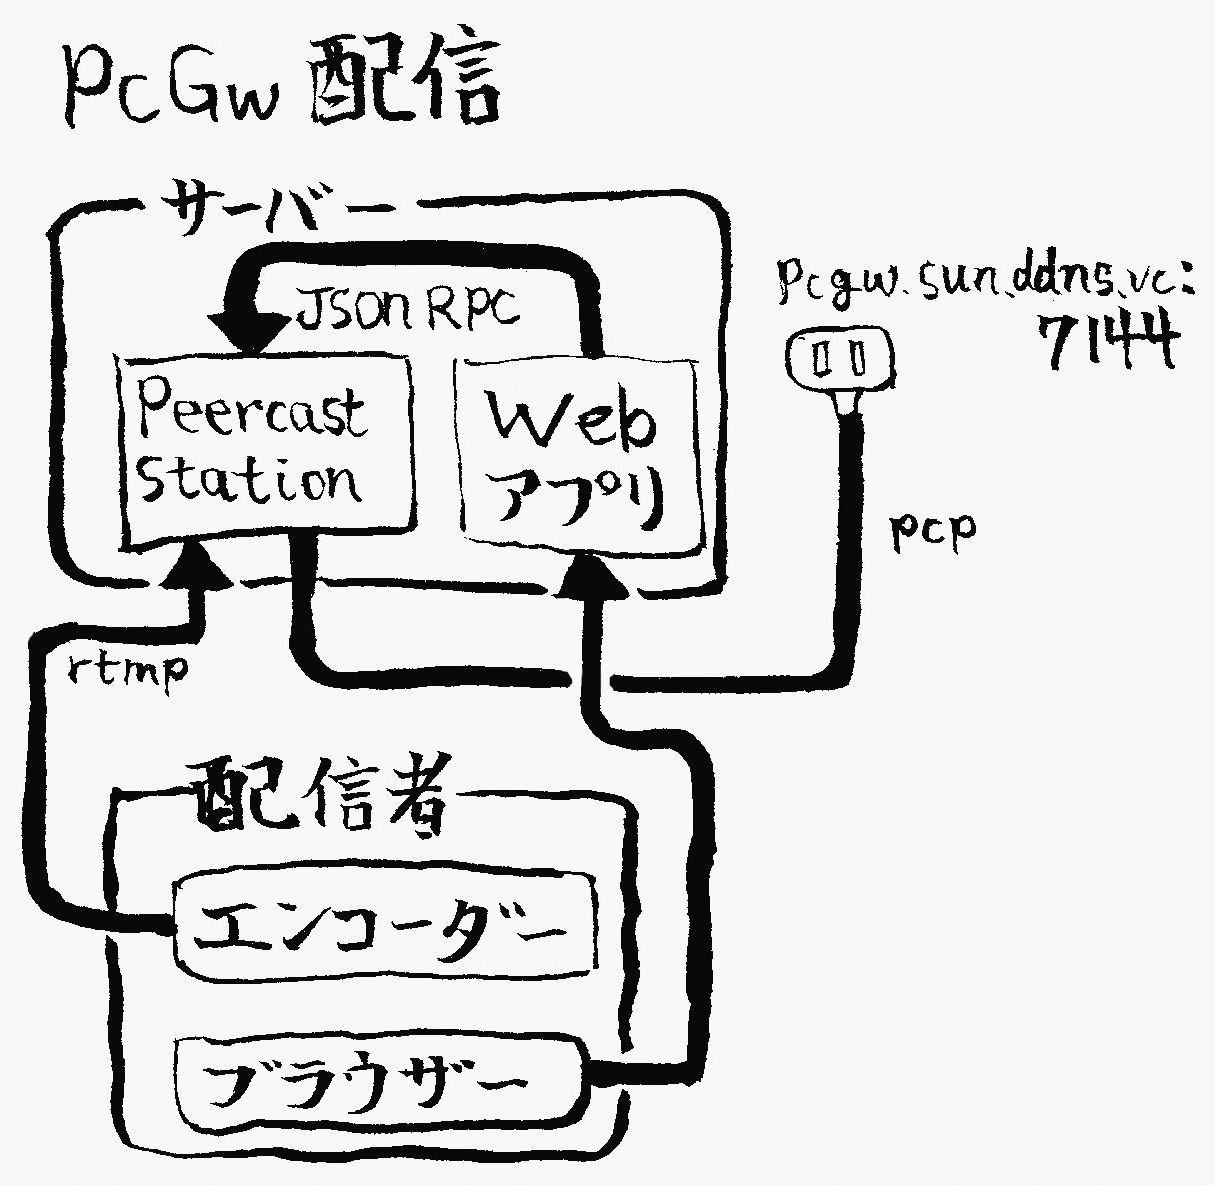 PcGw 配信
サーバー
Json RPC
Peercast
Station
Web
アプリ
Pcgw.sun.ddns.vc:
7144
pcp
rtmp
配信者
エンコーダー
ブラウザー